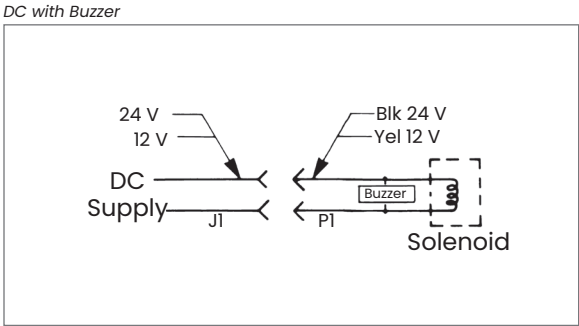 DC with Buzzer
24 V
12 V
Blk 24 V
Yel 12 V
DC
Supply
J1
P1
Buzzer
Solenoid